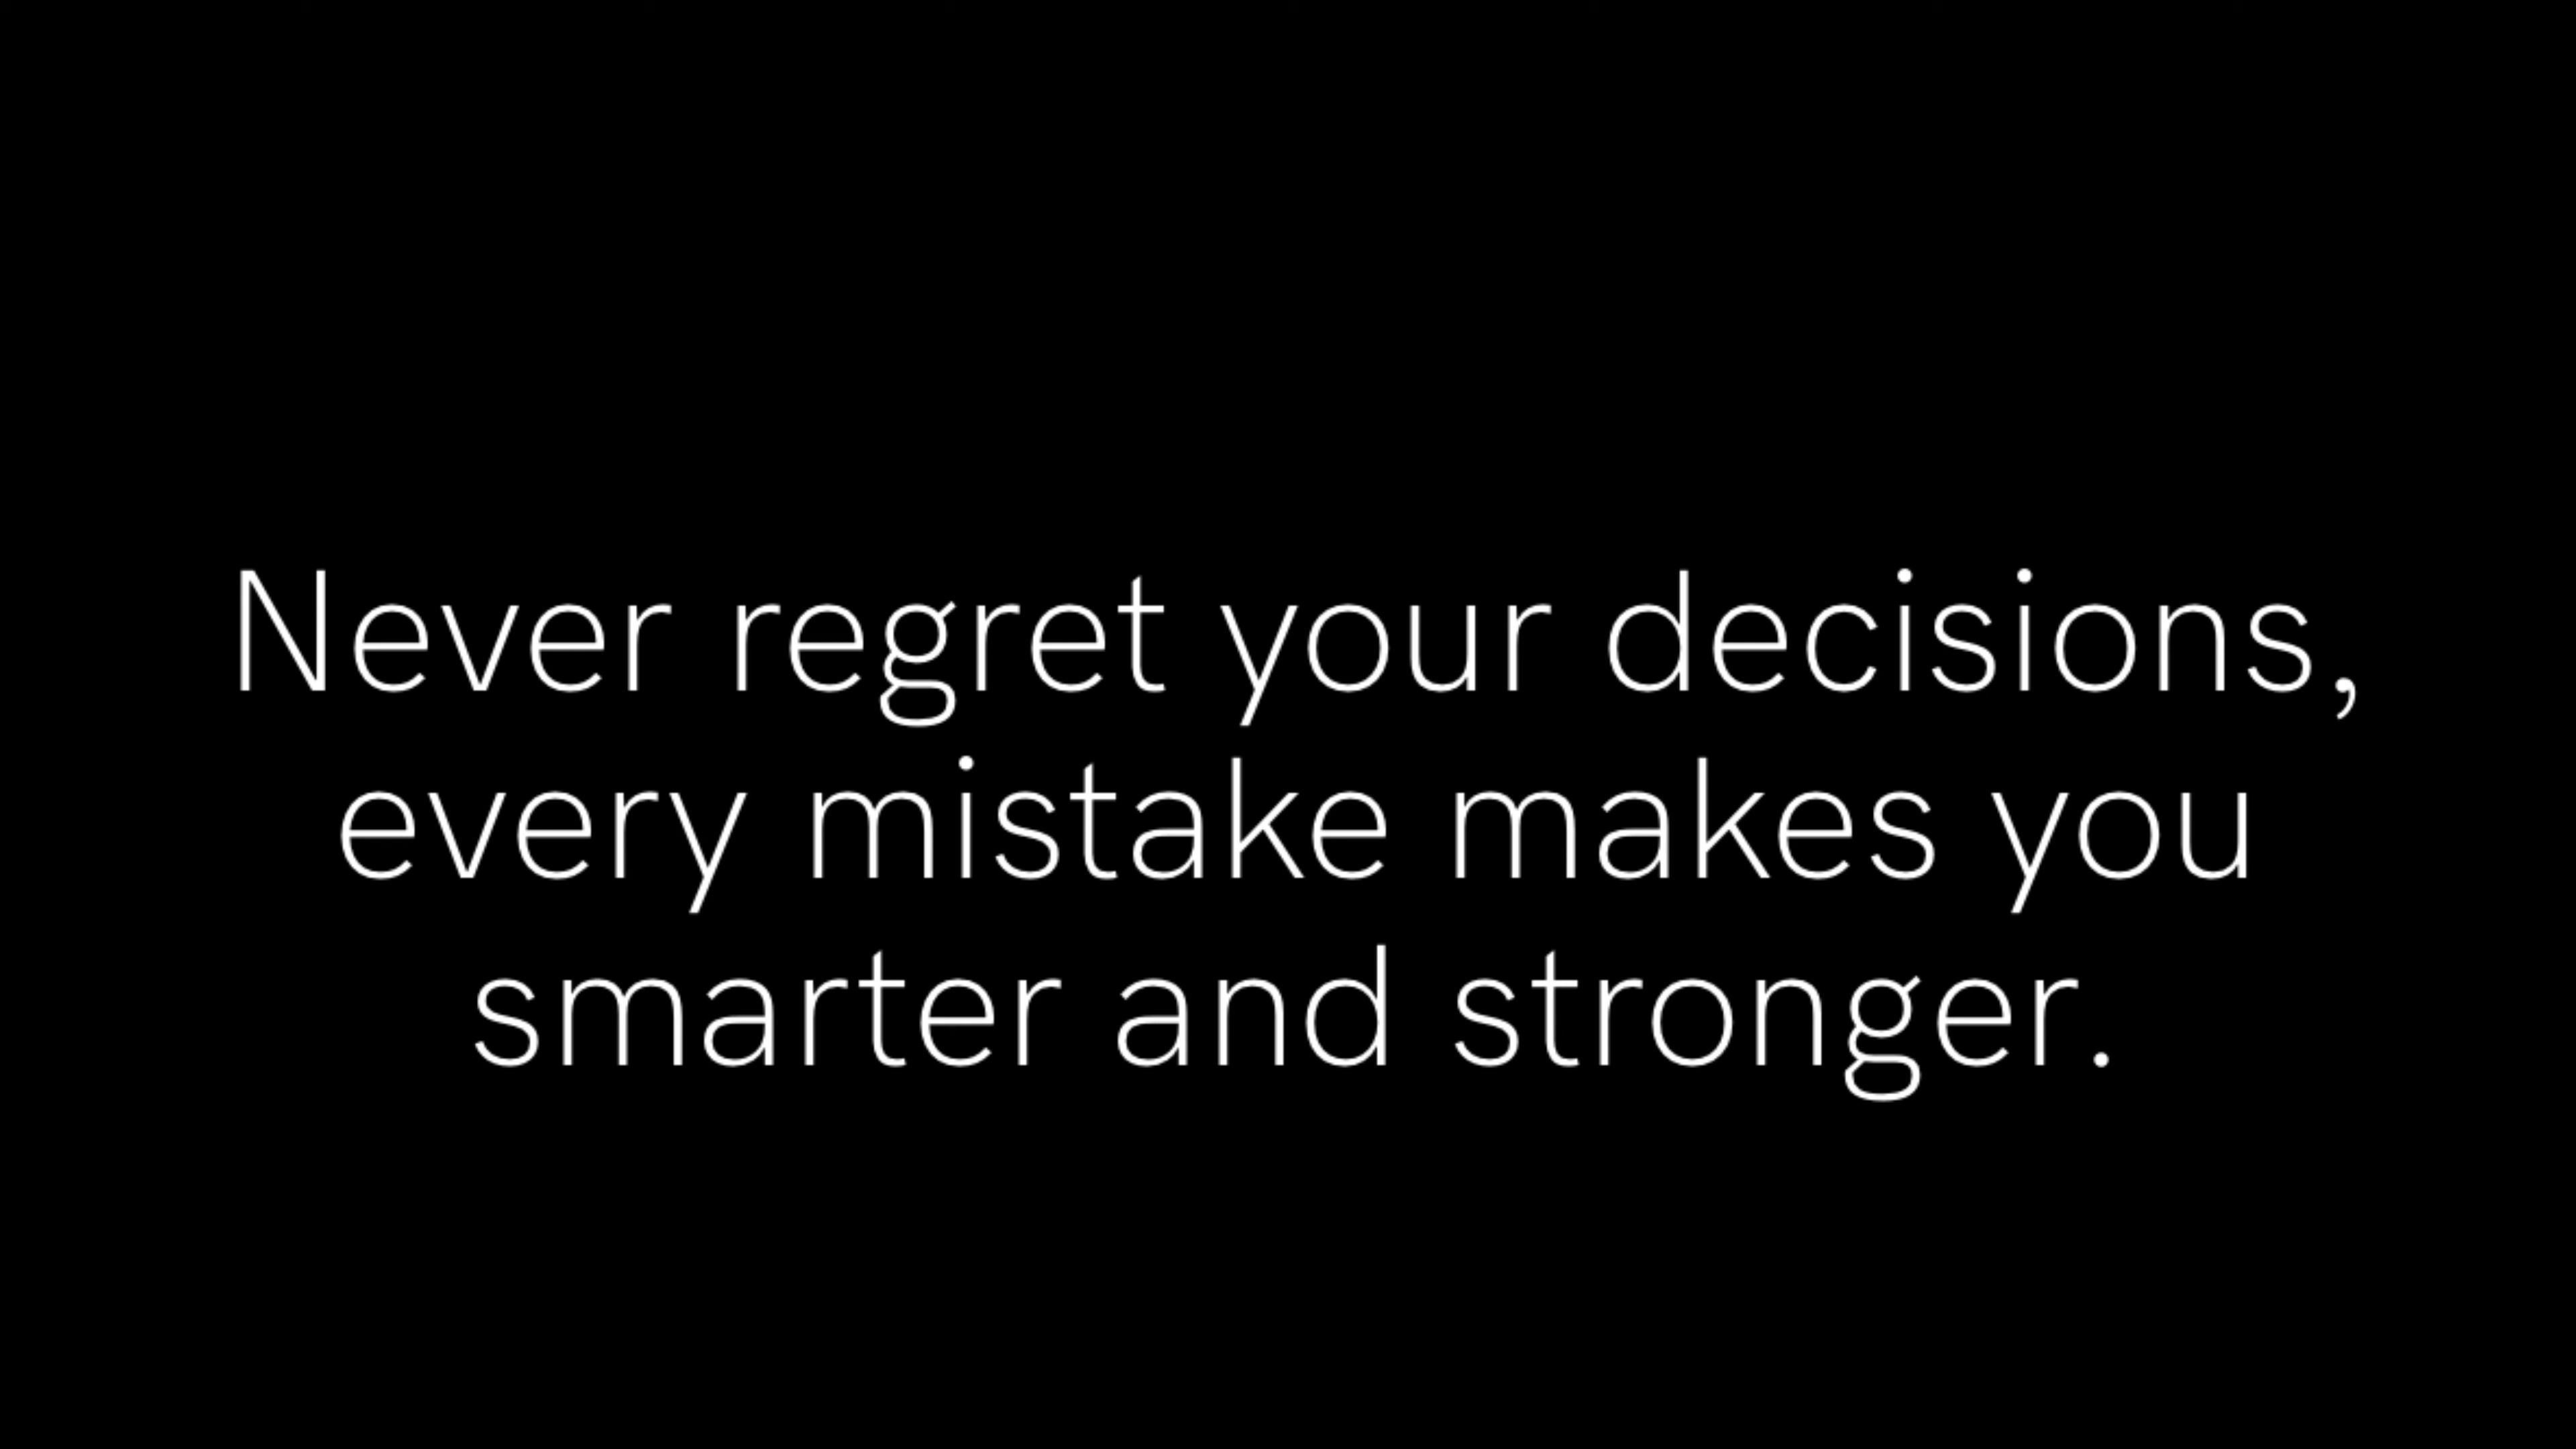 Never regret your decisions,
every mistake makes you
smarter and stronger.